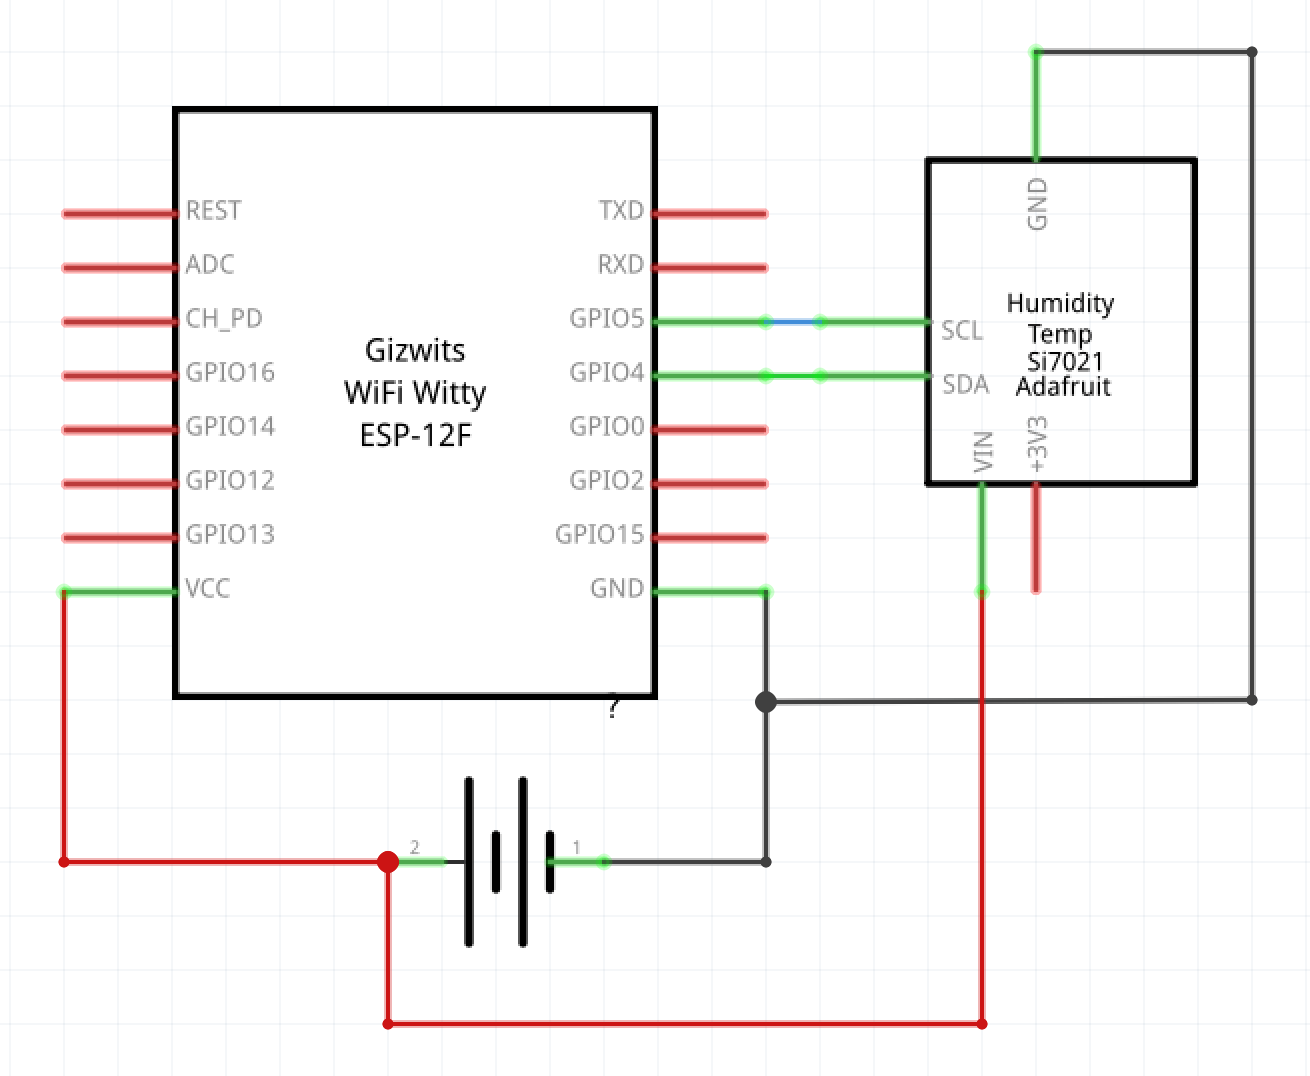 REST
ADC
CH_PD
GPIO16
GPIO14
GPIO12
GPIO13
VCC
Gizwits
WiFi Witty
ESP-12F
TXD
RXD
GPIO5
GPIO4
GPIO0
GPIO2
GPIO15
GND
?
GND
SCL
SDA
Humidity
Temp
Si7021
Adafruit
VIN
+3V3
2
1